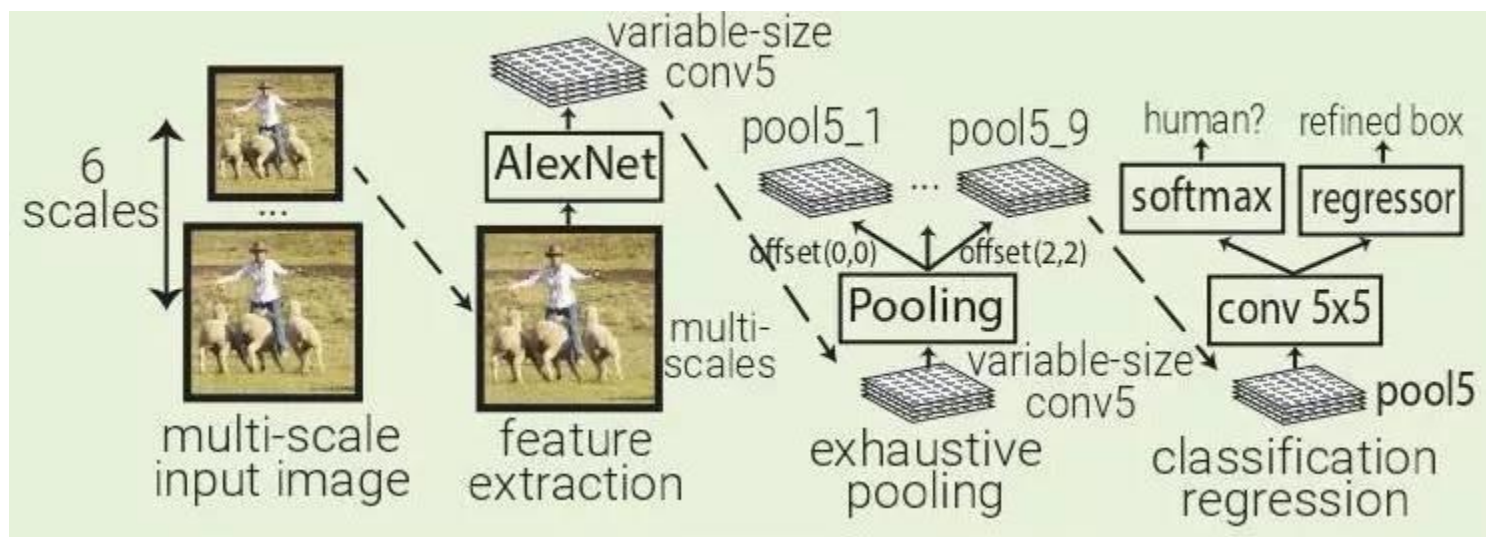 6
scales
...
multi-scale
input image
variable-size
conv5
AlexNet
multi-
scales
feature
extraction
pool5_1
pool5_9
...
offset(0,0)
offset(2,2)
Pooling
variable-size
conv5
exhaustive
pooling
human?
refined box
softmax
regressor
conv 5x5
pool5
classification
regression